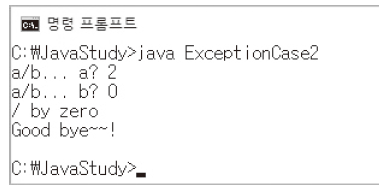 명령 프롬프트
C:₩JavaStudy>java ExceptionCase2
a/b... a? 2
a/b... b? 0
/ by zero
Good bye~~!
C:₩JavaStudy>